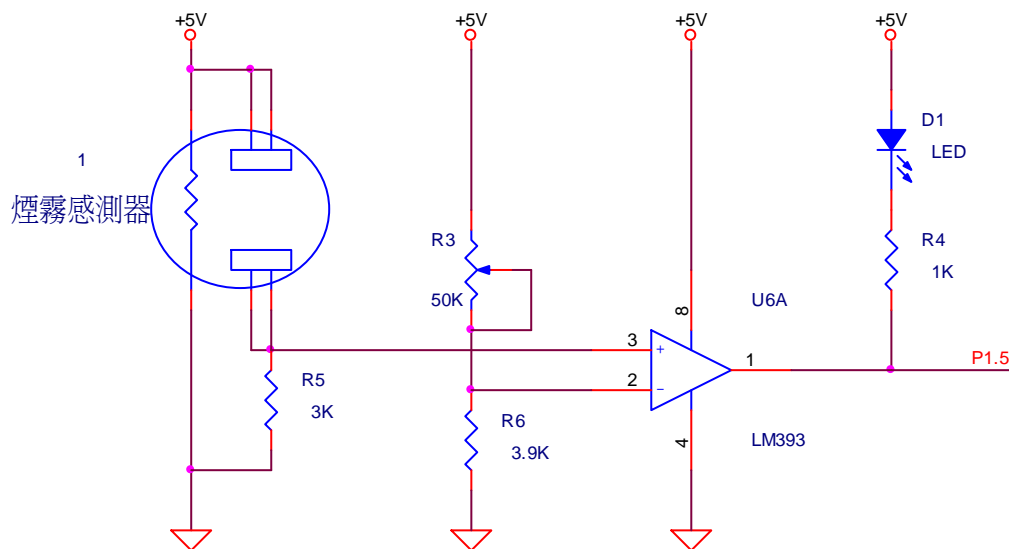 +5V
+5V
+5V
+5V
1
煙霧感測器
D1
LED
R3
50K
R4
1K
U6A
8
3
+
2
-
1
P1.5
4
LM393
R5
3K
R6
3.9K